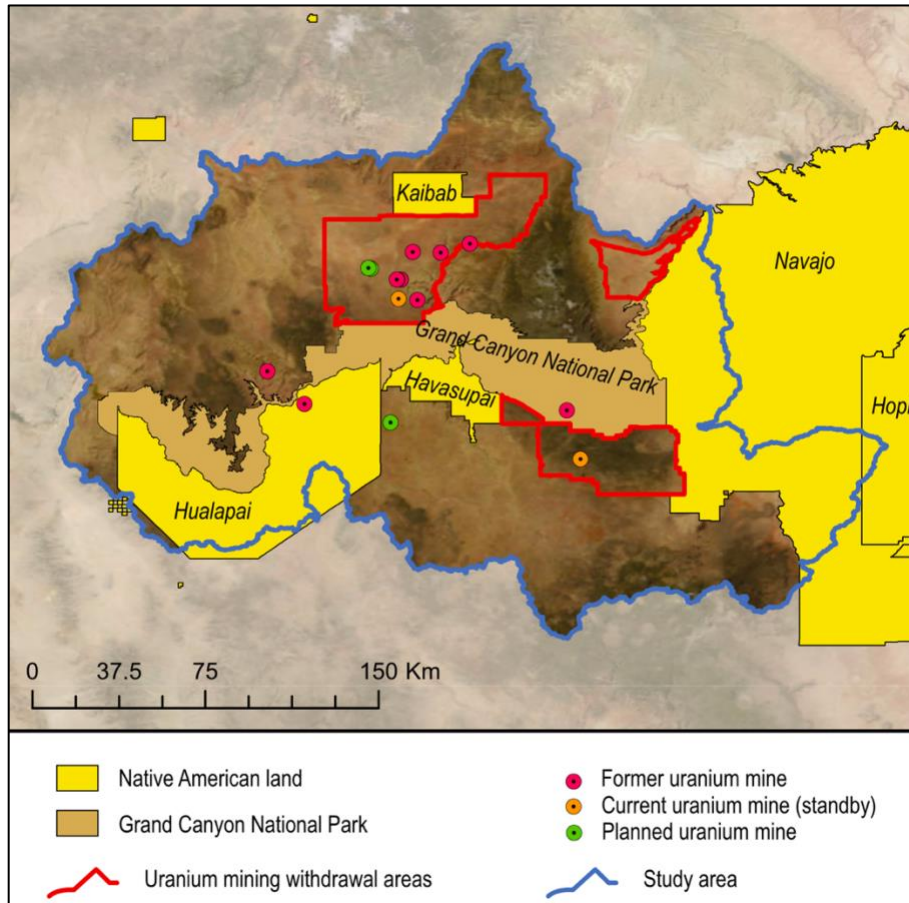 Kaibab
Navajo
Grand Canyon National Park
Havasupai
Hopi
Hualapai
0 37.5 75 150 Km
Native American land
Grand Canyon National Park
Uranium mining withdrawal areas
Former uranium mine
Current uranium mine (standby)
Planned uranium mine
Study area